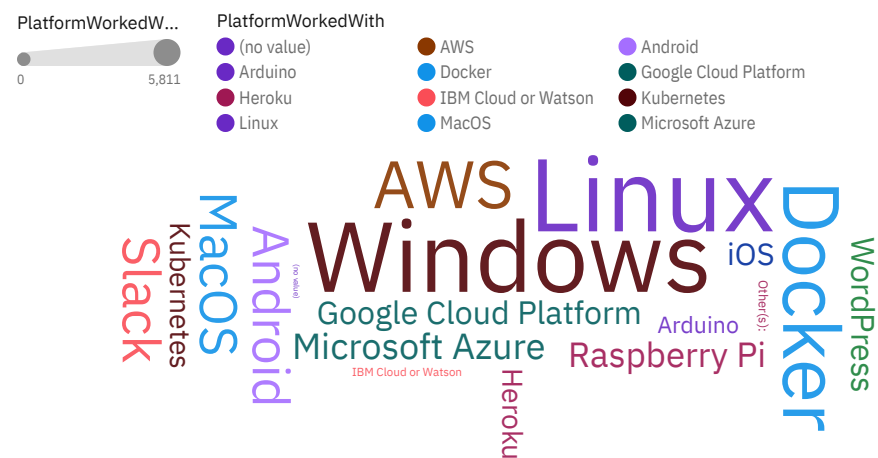 PlatformWorkedW...
0
5,811
PlatformWorkedWith
(no value)
AWS
Android
Arduino
Docker
Google Cloud Platform
Heroku
IBM Cloud or Watson
Kubernetes
Linux
MacOS
Microsoft Azure
Slack
Kubernetes
MacOS
Android
(no value)
AWS
Linux
Windows
iOS
Docker
WordPress
Other(s):
Google Cloud Platform
Arduino
Microsoft Azure
Raspberry Pi
IBM Cloud or Watson
Heroku